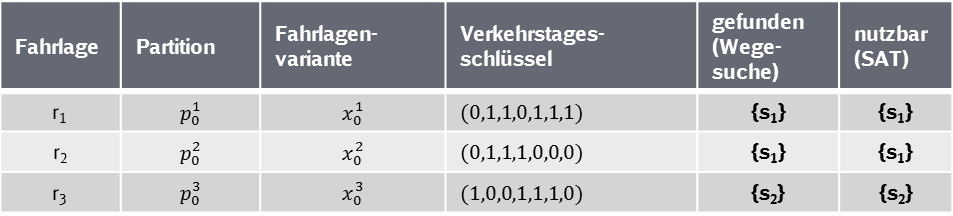 Fahrlage | Partition | Fahrlagen-variante | Verkehrstages-schlüssel | gefunden (Wege-suche) | nutzbar (SAT)
r₁ | p₀¹ | x₀¹ | (0,1,1,0,1,1,1) | {s₁} | {s₁}
r₂ | p₀² | x₀² | (0,1,1,1,0,0,0) | {s₁} | {s₁}
r₃ | p₀³ | x₀³ | (1,0,0,1,1,1,0) | {s₂} | {s₂}